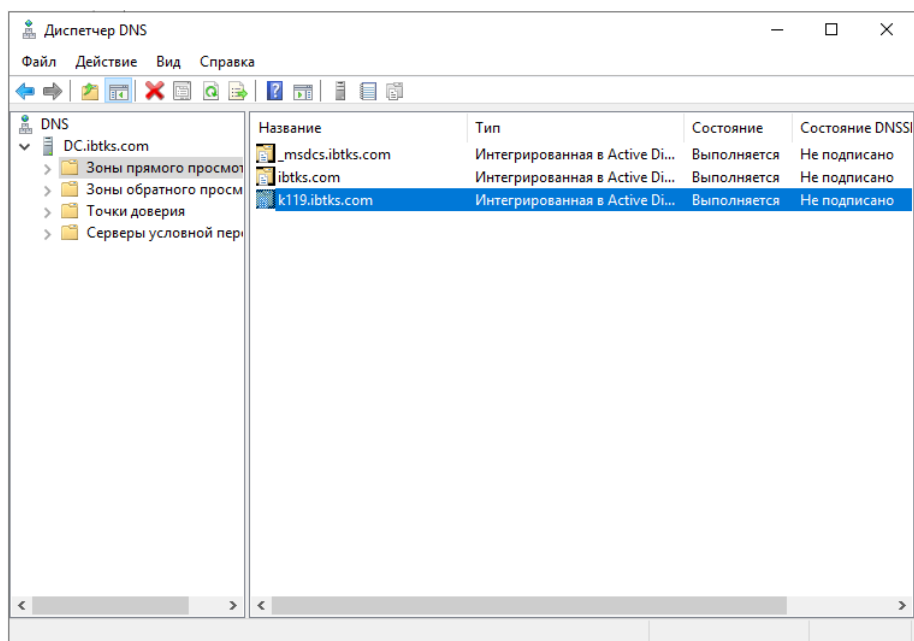 Диспетчер DNS
Файл Действие Вид Справка
DNS
DC.ibtks.com
Зоны прямого просмот
Зоны обратного просм
Точки доверия
Серверы условной пере
Название Тип Состояние Состояние DNSSI
_msdcs.ibtks.com Интегрированная в Active Di... Выполняется Не подписано
ibtks.com Интегрированная в Active Di... Выполняется Не подписано
k119.ibtks.com Интегрированная в Active Di... Выполняется Не подписано